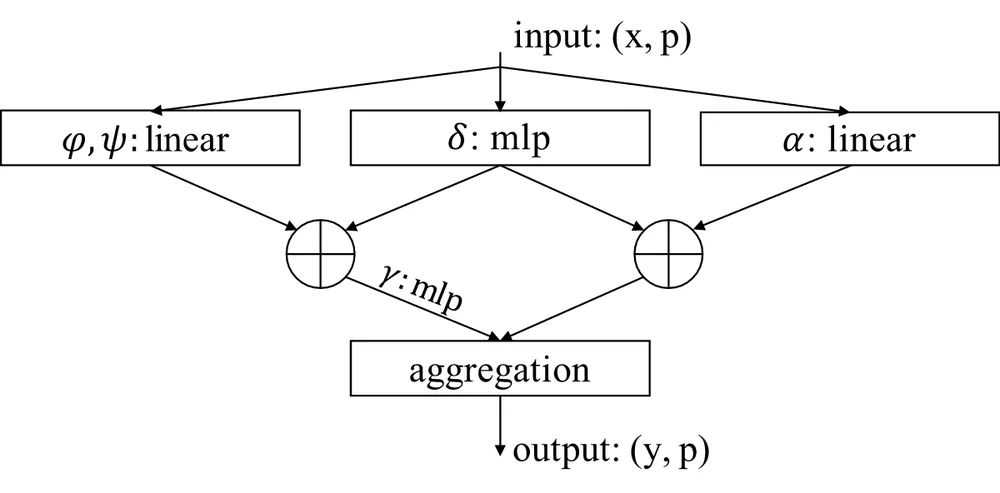 input: (x, p)
φ, ψ: linear
δ: mlp
α: linear
γ: mlp
aggregation
output: (y, p)